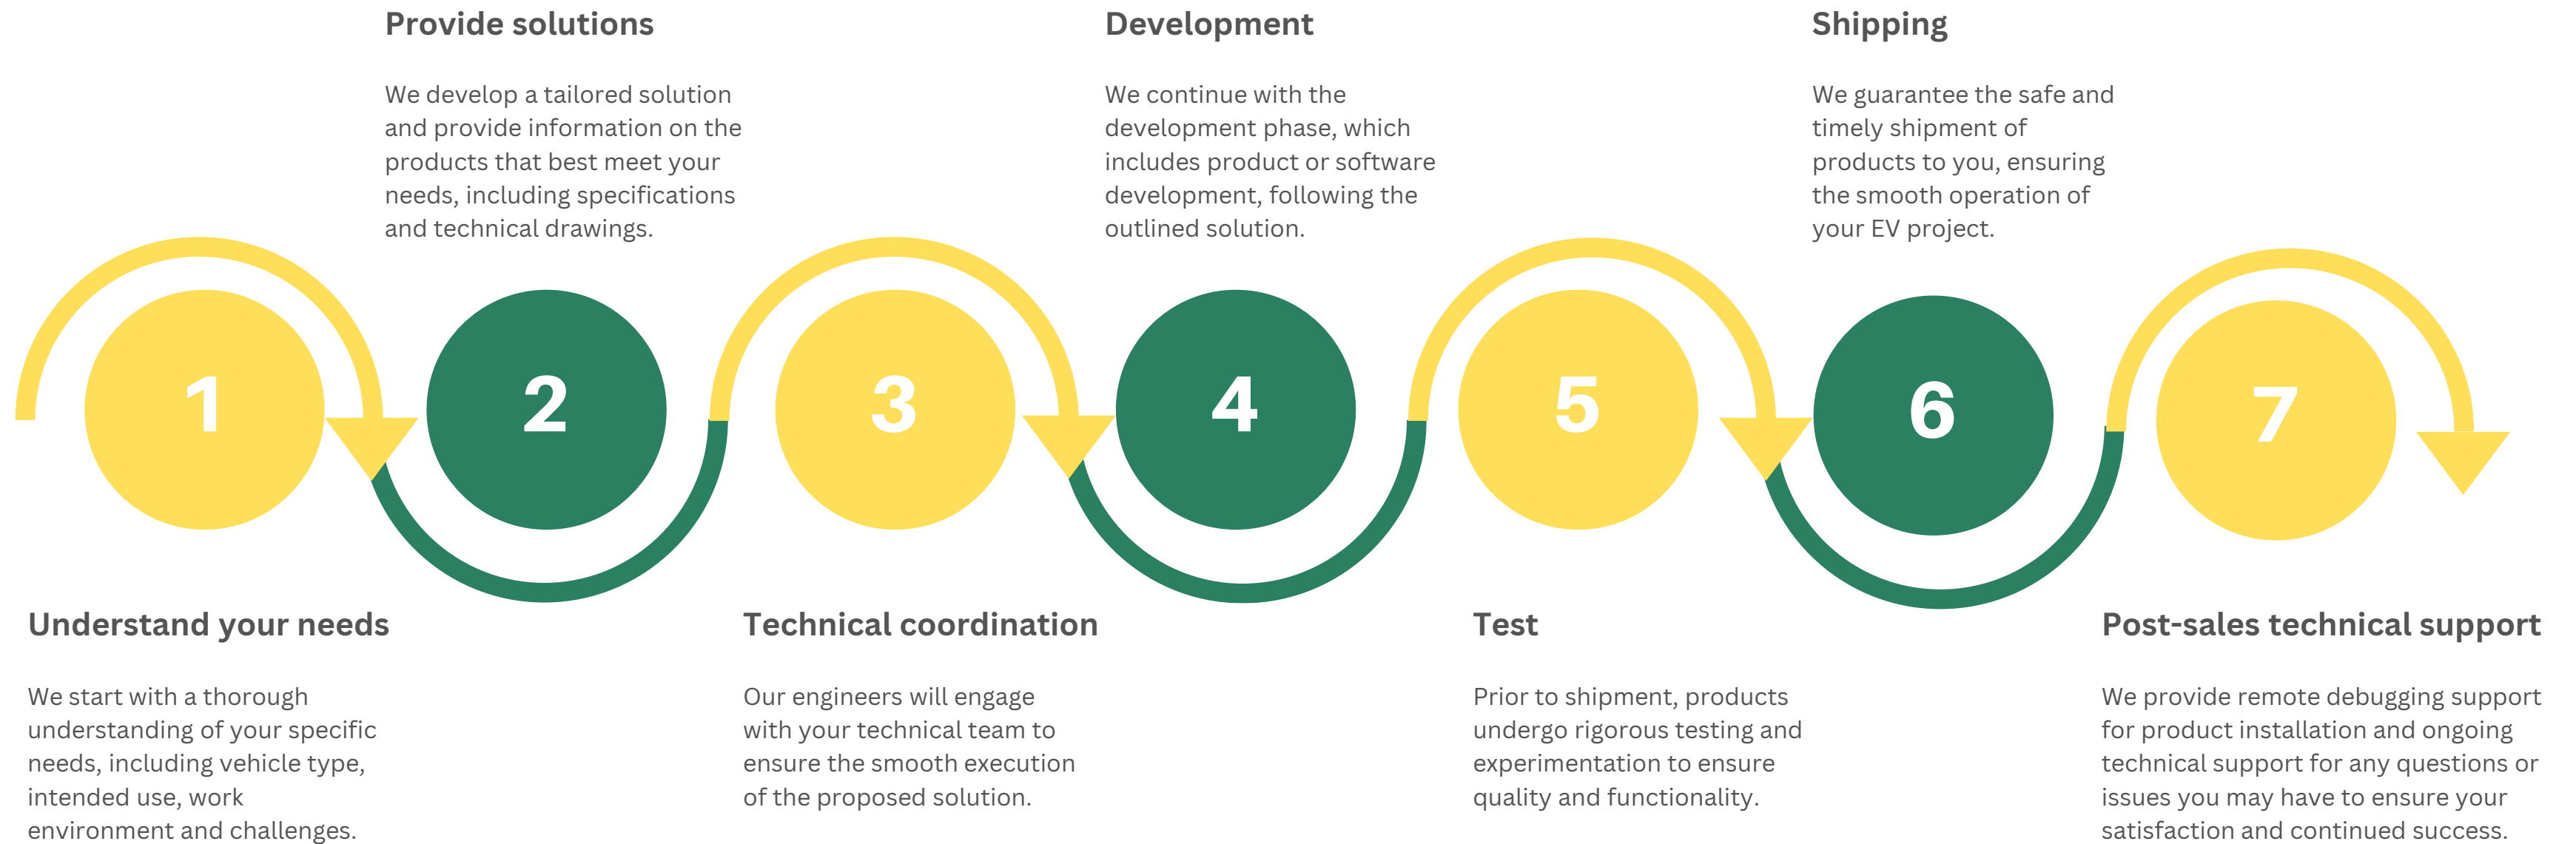 Provide solutions
We develop a tailored solution
and provide information on the
products that best meet your
needs, including specifications
and technical drawings.
Development
We continue with the
development phase, which
includes product or software
development, following the
outlined solution.
Shipping
We guarantee the safe and
timely shipment of
products to you, ensuring
the smooth operation of
your EV project.
1
2
3
4
5
6
7
Understand your needs
We start with a thorough
understanding of your specific
needs, including vehicle type,
intended use, work
environment and challenges.
Technical coordination
Our engineers will engage
with your technical team to
ensure the smooth execution
of the proposed solution.
Test
Prior to shipment, products
undergo rigorous testing and
experimentation to ensure
quality and functionality.
Post-sales technical support
We provide remote debugging support
for product installation and ongoing
technical support for any questions or
issues you may have to ensure your
satisfaction and continued success.